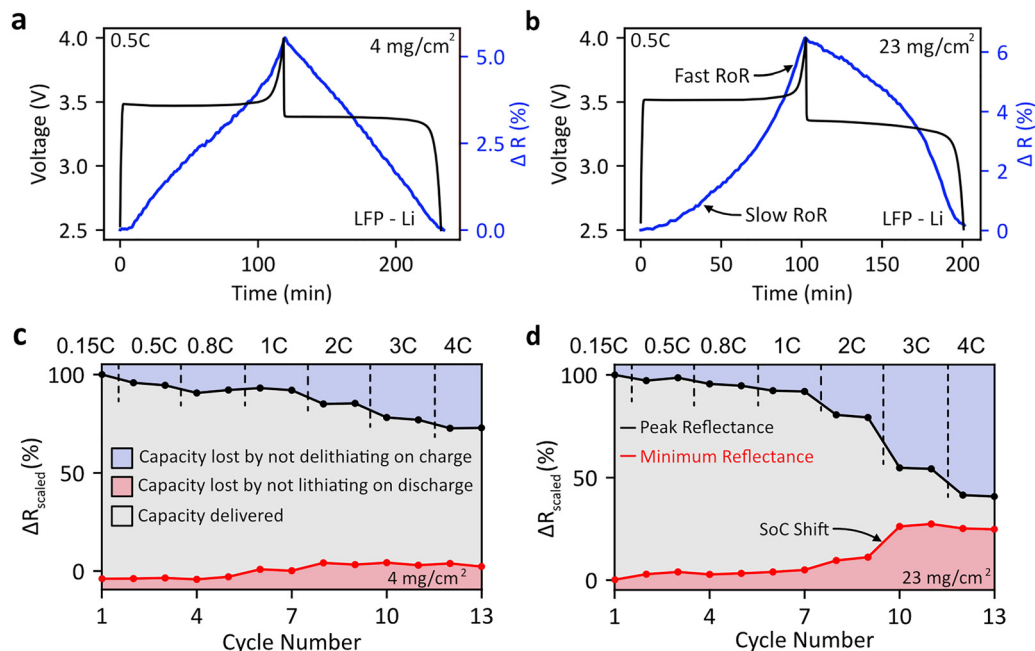 a
0.5C
4 mg/cm²
4.0
3.5
3.0
2.5
Voltage (V)
5.0
2.5
0.0
Δ R (%)
LFP - Li
0
100
200
Time (min)
b
0.5C
23 mg/cm²
4.0
3.5
3.0
2.5
Voltage (V)
Fast RoR
Slow RoR
6
4
2
0
Δ R (%)
LFP - Li
0
50
100
150
200
Time (min)
c
0.15C 0.5C 0.8C 1C 2C 3C 4C
100
50
0
ΔRscaled (%)
Capacity lost by not delithiating on charge
Capacity lost by not lithiating on discharge
Capacity delivered
4 mg/cm²
1 4 7 10 13
Cycle Number
d
0.15C 0.5C 0.8C 1C 2C 3C 4C
100
50
0
ΔRscaled (%)
Peak Reflectance
Minimum Reflectance
SoC Shift
23 mg/cm²
1 4 7 10 13
Cycle Number